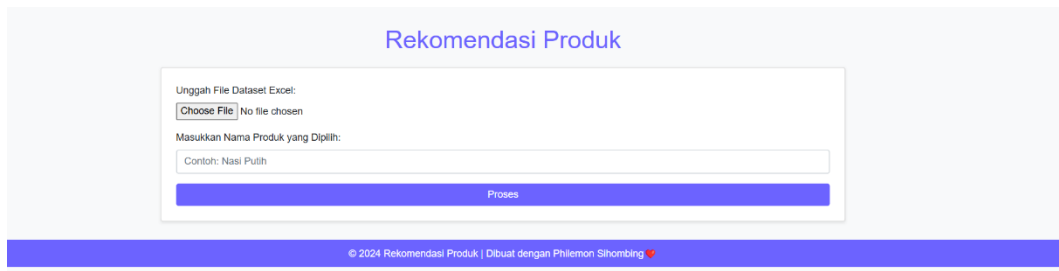 Rekomendasi Produk
Unggah File Dataset Excel:
Choose File No file chosen
Masukkan Nama Produk yang Dipilih:
Contoh: Nasi Putih
Proses
© 2024 Rekomendasi Produk | Dibuat dengan Philemon Sihombing❤️